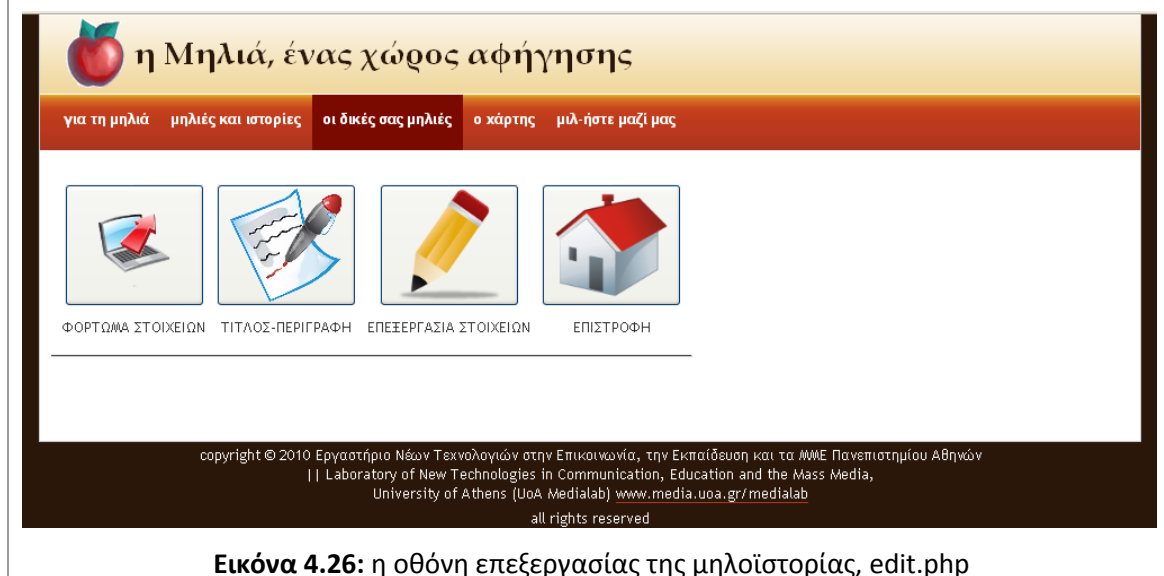 η Μηλιά, ένας χώρος αφήγησης
για τη μηλιά μηλιές και ιστορίες οι δικές σας μηλιές ο χάρτης μιλ-ήστε μαζί μας
ΦΟΡΤΩΜΑ ΣΤΟΙΧΕΙΩΝ ΤΙΤΛΟΣ-ΠΕΡΙΓΡΑΦΗ ΕΠΕΞΕΡΓΑΣΙΑ ΣΤΟΙΧΕΙΩΝ ΕΠΙΣΤΡΟΦΗ
copyright © 2010 Εργαστήριο Νέων Τεχνολογιών στην Επικοινωνία, την Εκπαίδευση και τα ΜΜΕ Πανεπιστημίου Αθηνών
|| Laboratory of New Technologies in Communication, Education and the Mass Media,
University of Athens (UoA Medialab) www.media.uoa.gr/medialab
all rights reserved
Εικόνα 4.26: η οθόνη επεξεργασίας της μηλοϊστορίας, edit.php